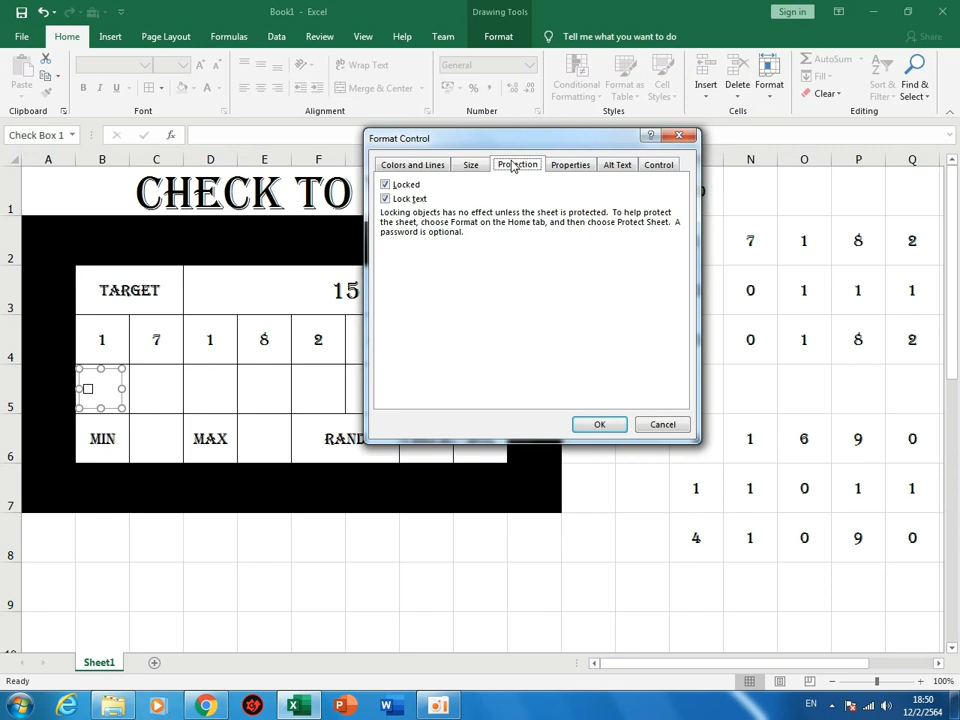 Book1 - Excel
Drawing Tools
Sign in
File
Home
Insert
Page Layout
Formulas
Data
Review
View
Help
Team
Format
Tell me what you want to do
Share
Paste
Clipboard
B I U
Font
Wrap Text
Merge & Center
Alignment
General
Number
Conditional Formatting
Format as Table
Cell Styles
Styles
Insert
Delete
Format
Cells
AutoSum
Fill
Clear
Sort & Filter
Find & Select
Editing
Check Box 1
fx
Format Control
Colors and Lines
Size
Protection
Properties
Alt Text
Control
Locked
Lock text
Locking objects has no effect unless the sheet is protected. To help protect
the sheet, choose Format on the Home tab, and then choose Protect Sheet. A
password is optional.
OK
Cancel
A B C D E F N O P Q
1 CHECK TO
2 7 1 8 2
3 TARGET 15 0 1 1 1
4 1 7 1 8 2 0 1 8 2
5
6 MIN MAX 1 6 9 0
7 1 1 0 1 1
8 4 1 0 9 0
9
Sheet1
Ready
100%
EN
18:50
12/2/2564